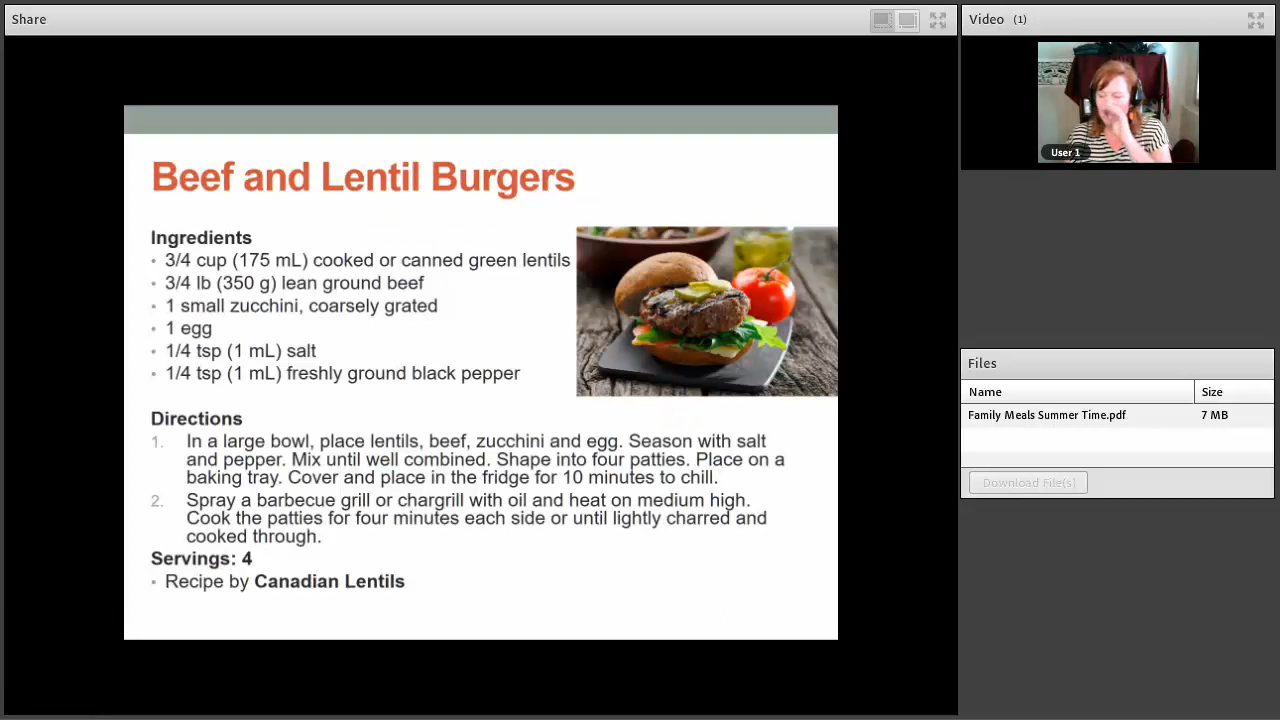 Share
Video (1)
User 1
Beef and Lentil Burgers
Ingredients
• 3/4 cup (175 mL) cooked or canned green lentils
• 3/4 lb (350 g) lean ground beef
• 1 small zucchini, coarsely grated
• 1 egg
• 1/4 tsp (1 mL) salt
• 1/4 tsp (1 mL) freshly ground black pepper
Directions
1. In a large bowl, place lentils, beef, zucchini and egg. Season with salt
and pepper. Mix until well combined. Shape into four patties. Place on a
baking tray. Cover and place in the fridge for 10 minutes to chill.
2. Spray a barbecue grill or chargrill with oil and heat on medium high.
Cook the patties for four minutes each side or until lightly charred and
cooked through.
Servings: 4
• Recipe by Canadian Lentils
Files
Name Size
Family Meals Summer Time.pdf 7 MB
Download File(s)